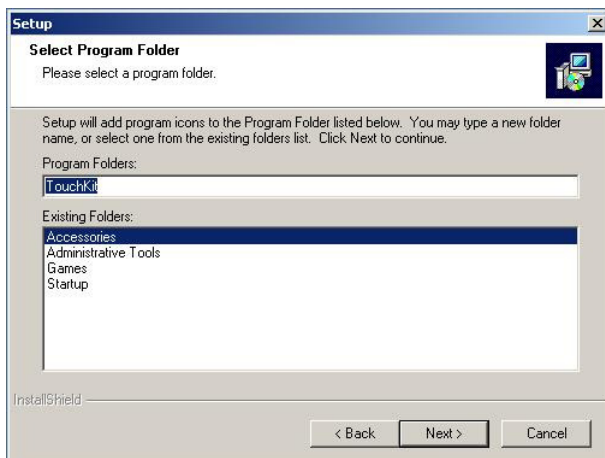 Setup
Select Program Folder
Please select a program folder.
Setup will add program icons to the Program Folder listed below. You may type a new folder
name, or select one from the existing folders list. Click Next to continue.
Program Folders:
TouchKit
Existing Folders:
Accessories
Administrative Tools
Games
Startup
InstallShield
< Back Next > Cancel